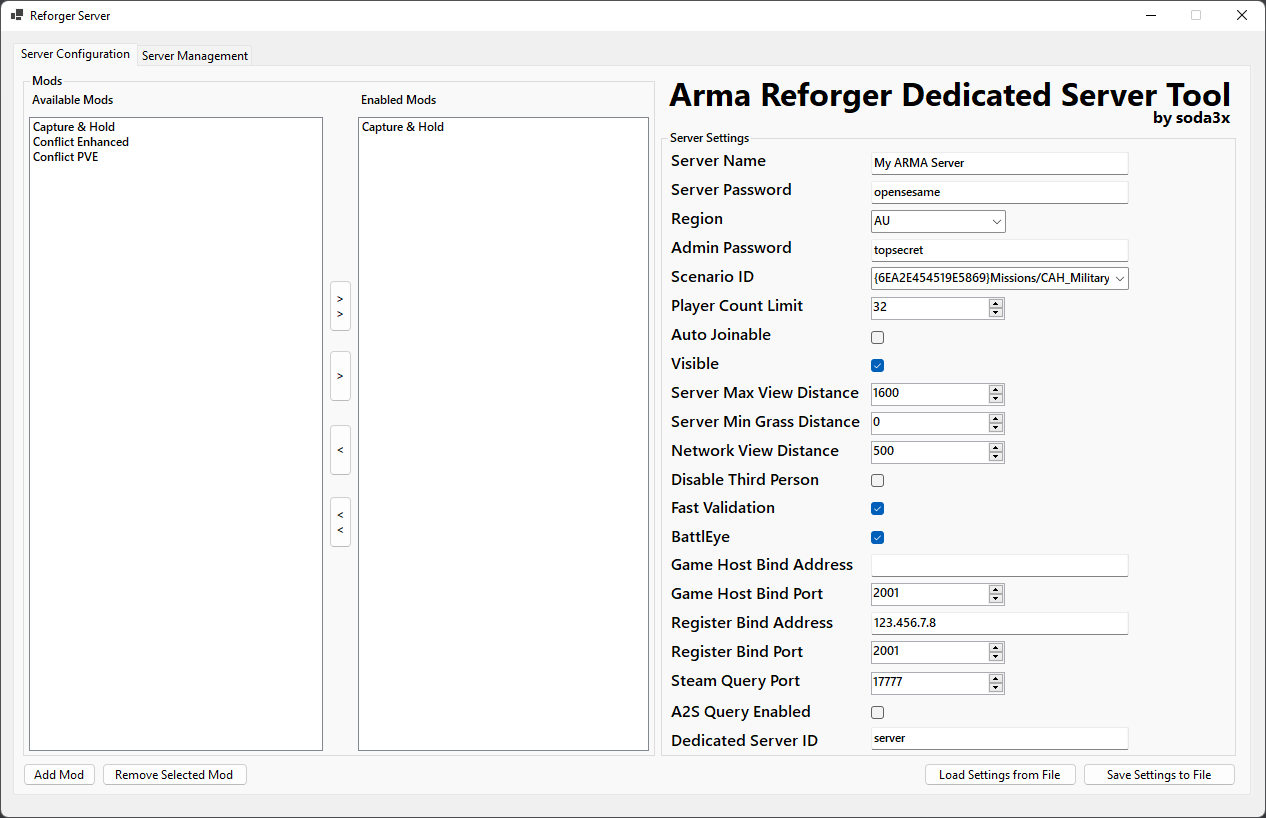 Reforger Server
Server Configuration
Server Management
Mods
Available Mods
Enabled Mods
Capture & Hold
Conflict Enhanced
Conflict PVE
Capture & Hold
>
>
>
<
<
<
Add Mod
Remove Selected Mod
Arma Reforger Dedicated Server Tool
by soda3x
Server Settings
Server Name My ARMA Server
Server Password opensesame
Region AU
Admin Password topsecret
Scenario ID {6EA2E454519E5869}Missions/CAH_Military
Player Count Limit 32
Auto Joinable
Visible
Server Max View Distance 1600
Server Min Grass Distance 0
Network View Distance 500
Disable Third Person
Fast Validation
BattlEye
Game Host Bind Address
Game Host Bind Port 2001
Register Bind Address 123.456.7.8
Register Bind Port 2001
Steam Query Port 17777
A2S Query Enabled
Dedicated Server ID server
Load Settings from File
Save Settings to File